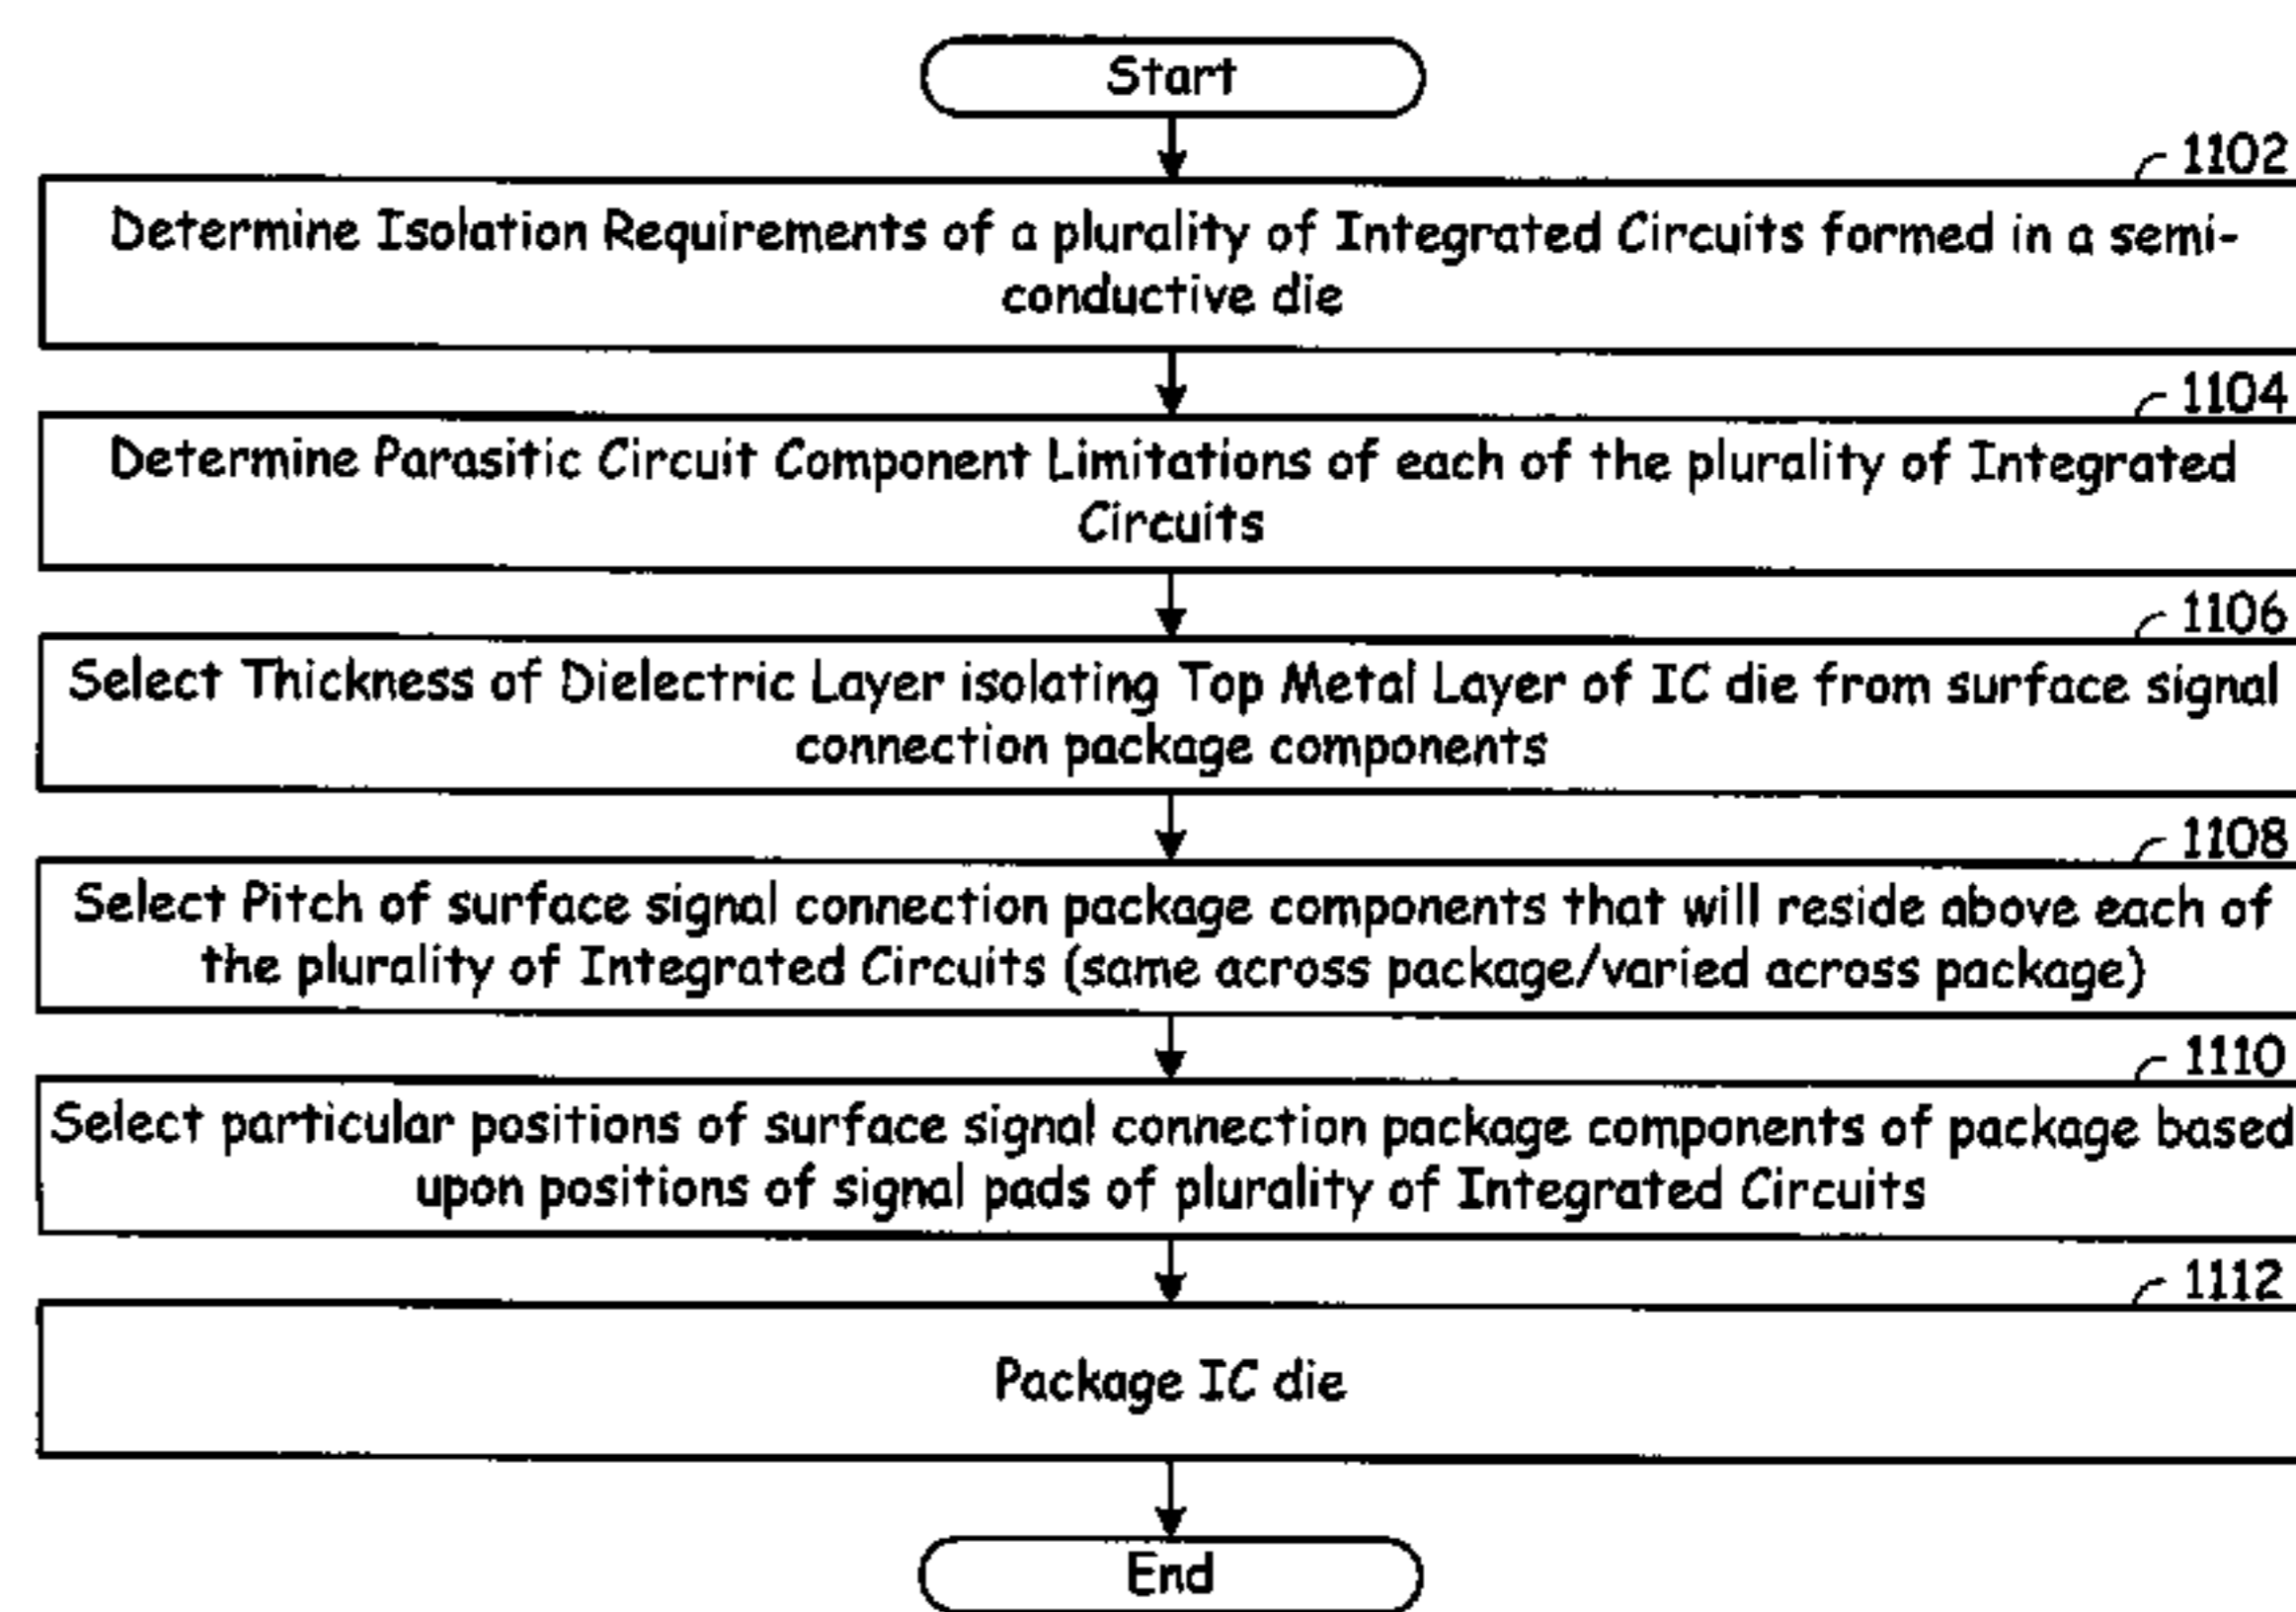 Start
1102
Determine Isolation Requirements of a plurality of Integrated Circuits formed in a semi-
conductive die
1104
Determine Parasitic Circuit Component Limitations of each of the plurality of Integrated
Circuits
1106
Select Thickness of Dielectric Layer isolating Top Metal Layer of IC die from surface signal
connection package components
1108
Select Pitch of surface signal connection package components that will reside above each of
the plurality of Integrated Circuits (same across package/varied across package)
1110
Select particular positions of surface signal connection package components of package based
upon positions of signal pads of plurality of Integrated Circuits
1112
Package IC die
End